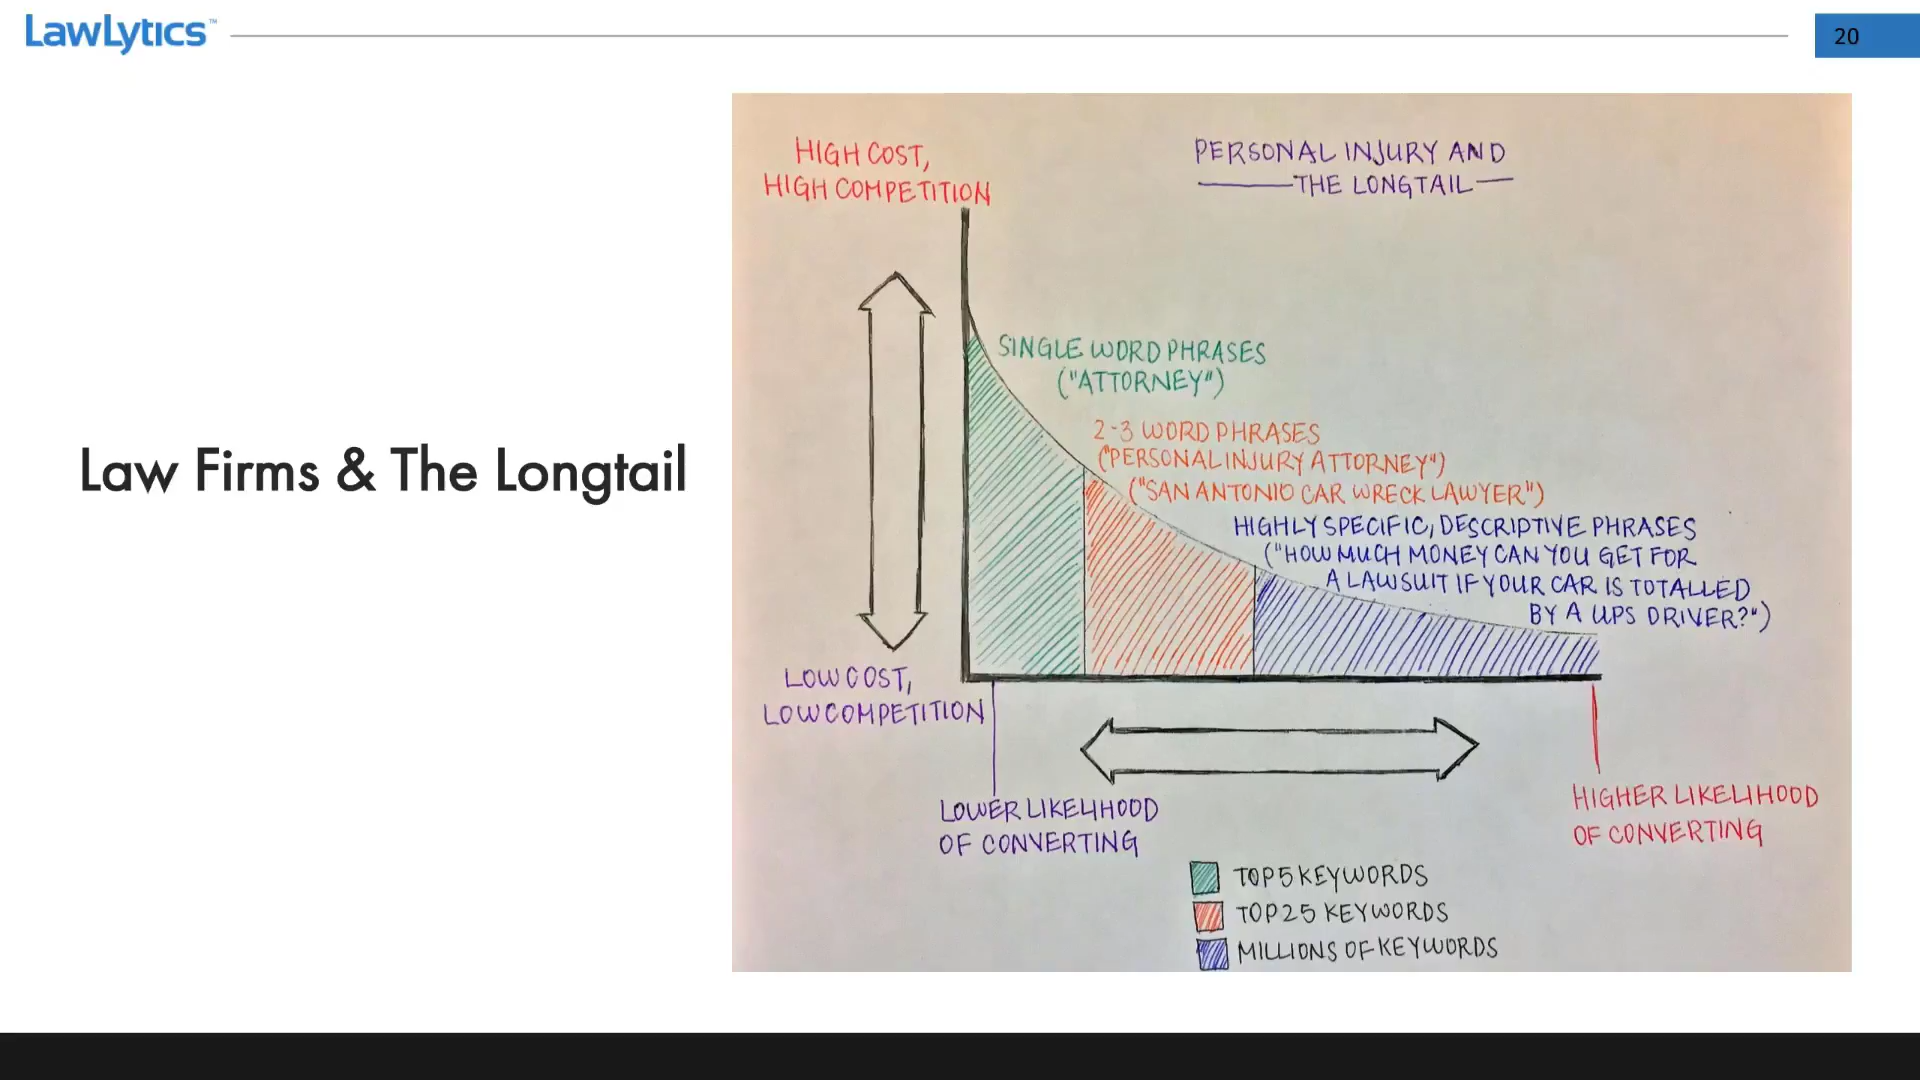 LawLytics™
20
Law Firms & The Longtail
HIGH COST,
HIGH COMPETITION
PERSONAL INJURY AND
THE LONGTAIL
SINGLE WORD PHRASES
("ATTORNEY")
2-3 WORD PHRASES
("PERSONAL INJURY ATTORNEY")
("SAN ANTONIO CAR WRECK LAWYER")
HIGHLY SPECIFIC, DESCRIPTIVE PHRASES
("HOW MUCH MONEY CAN YOU GET FOR
A LAWSUIT IF YOUR CAR IS TOTALLED
BY A UPS DRIVER?")
LOW COST,
LOW COMPETITION
LOWER LIKELIHOOD
OF CONVERTING
HIGHER LIKELIHOOD
OF CONVERTING
TOP 5 KEYWORDS
TOP 25 KEYWORDS
MILLIONS OF KEYWORDS